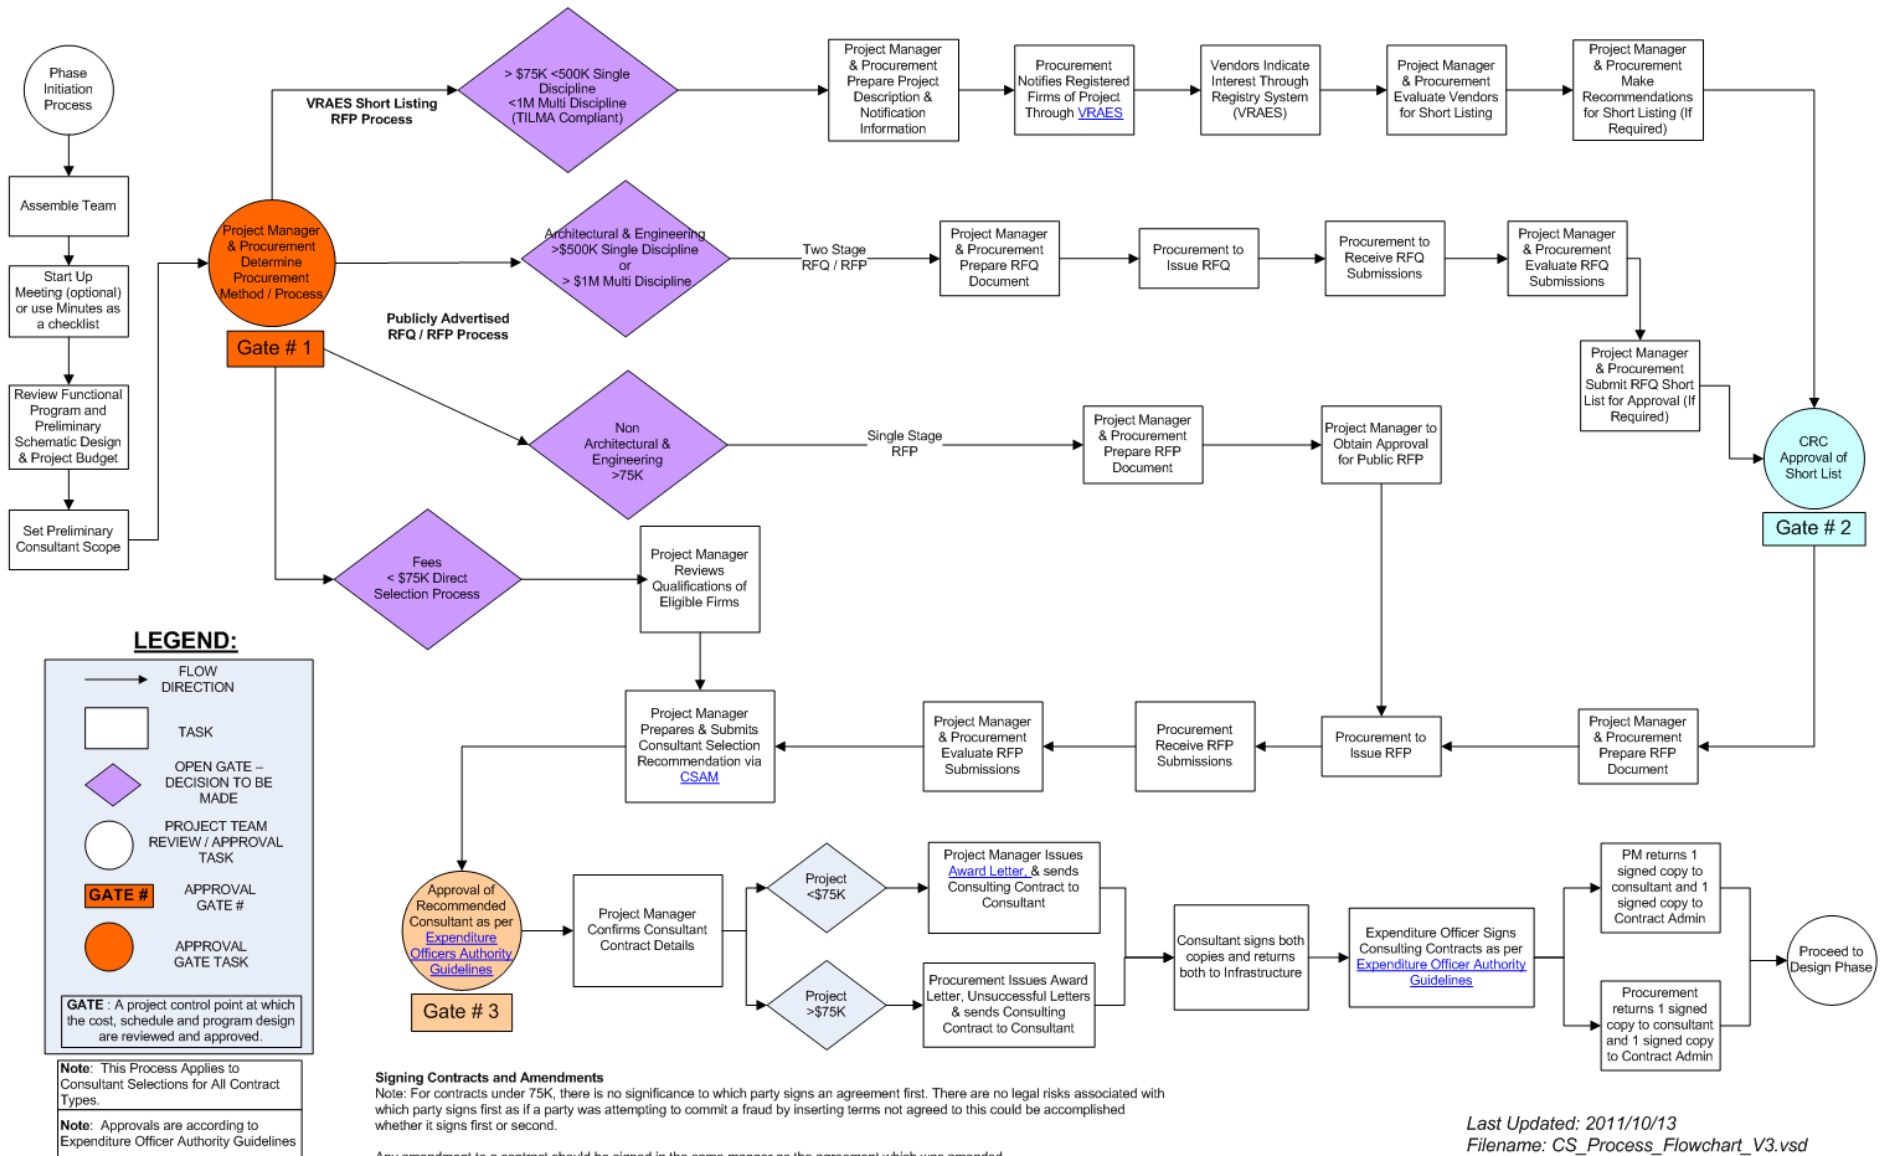 Phase
Initiation
Process
Assemble Team
Start Up
Meeting (optional)
or use Minutes as
a checklist
Review Functional
Program and
Preliminary
Schematic Design
& Project Budget
Set Preliminary
Consultant Scope
Project Manager
& Procurement
Determine
Procurement
Method / Process
Gate # 1
VRAES Short Listing
RFP Process
> $75K <500K Single
Discipline
<1M Multi Discipline
(TILMA Compliant)
Project Manager
& Procurement
Prepare Project
Description &
Notification
Information
Procurement
Notifies Registered
Firms of Project
Through VRAES
Vendors Indicate
Interest Through
Registry System
(VRAES)
Project Manager
& Procurement
Evaluate Vendors
for Short Listing
Project Manager
& Procurement
Make
Recommendations
for Short Listing (If
Required)
Publicly Advertised
RFQ / RFP Process
Architectural & Engineering
>$500K Single Discipline
or
> $1M Multi Discipline
Two Stage
RFQ / RFP
Project Manager
& Procurement
Prepare RFQ
Document
Procurement to
Issue RFQ
Procurement to
Receive RFQ
Submissions
Project Manager
& Procurement
Evaluate RFQ
Submissions
Project Manager
& Procurement
Submit RFQ Short
List for Approval (If
Required)
CRC
Approval of
Short List
Gate # 2
Non
Architectural &
Engineering
>75K
Single Stage
RFP
Project Manager
& Procurement
Prepare RFP
Document
Project Manager to
Obtain Approval
for Public RFP
Fees
< $75K Direct
Selection Process
Project Manager
Reviews
Qualifications of
Eligible Firms
Project Manager
Prepares & Submits
Consultant Selection
Recommendation via
CSAM
Project Manager
& Procurement
Evaluate RFP
Submissions
Procurement
Receive RFP
Submissions
Procurement to
Issue RFP
Project Manager
& Procurement
Prepare RFP
Document
Approval of
Recommended
Consultant as per
Expenditure
Officers Authority
Guidelines
Gate # 3
Project Manager
Confirms Consultant
Contract Details
Project
<$75K
Project
>$75K
Project Manager Issues
Award Letter, & sends
Consulting Contract to
Consultant
Procurement Issues Award
Letter, Unsuccessful Letters
& sends Consulting
Contract to Consultant
Consultant signs both
copies and returns
both to Infrastructure
Expenditure Officer Signs
Consulting Contracts as per
Expenditure Officer Authority
Guidelines
PM returns 1
signed copy to
consultant and 1
signed copy to
Contract Admin
Procurement
returns 1 signed
copy to consultant
and 1 signed copy
to Contract Admin
Proceed to
Design Phase
LEGEND:
FLOW
DIRECTION
TASK
OPEN GATE –
DECISION TO BE
MADE
PROJECT TEAM
REVIEW / APPROVAL
TASK
GATE #
APPROVAL
GATE #
APPROVAL
GATE TASK
GATE : A project control point at which
the cost, schedule and program design
are reviewed and approved.
Note: This Process Applies to
Consultant Selections for All Contract
Types.
Note: Approvals are according to
Expenditure Officer Authority Guidelines
Signing Contracts and Amendments
Note: For contracts under 75K, there is no significance to which party signs an agreement first. There are no legal risks associated with
which party signs first as if a party was attempting to commit a fraud by inserting terms not agreed to this could be accomplished
whether it signs first or second.
Any amendment to a contract should be signed in the same manner as the agreement which was amended
Last Updated: 2011/10/13
Filename: CS_Process_Flowchart_V3.vsd